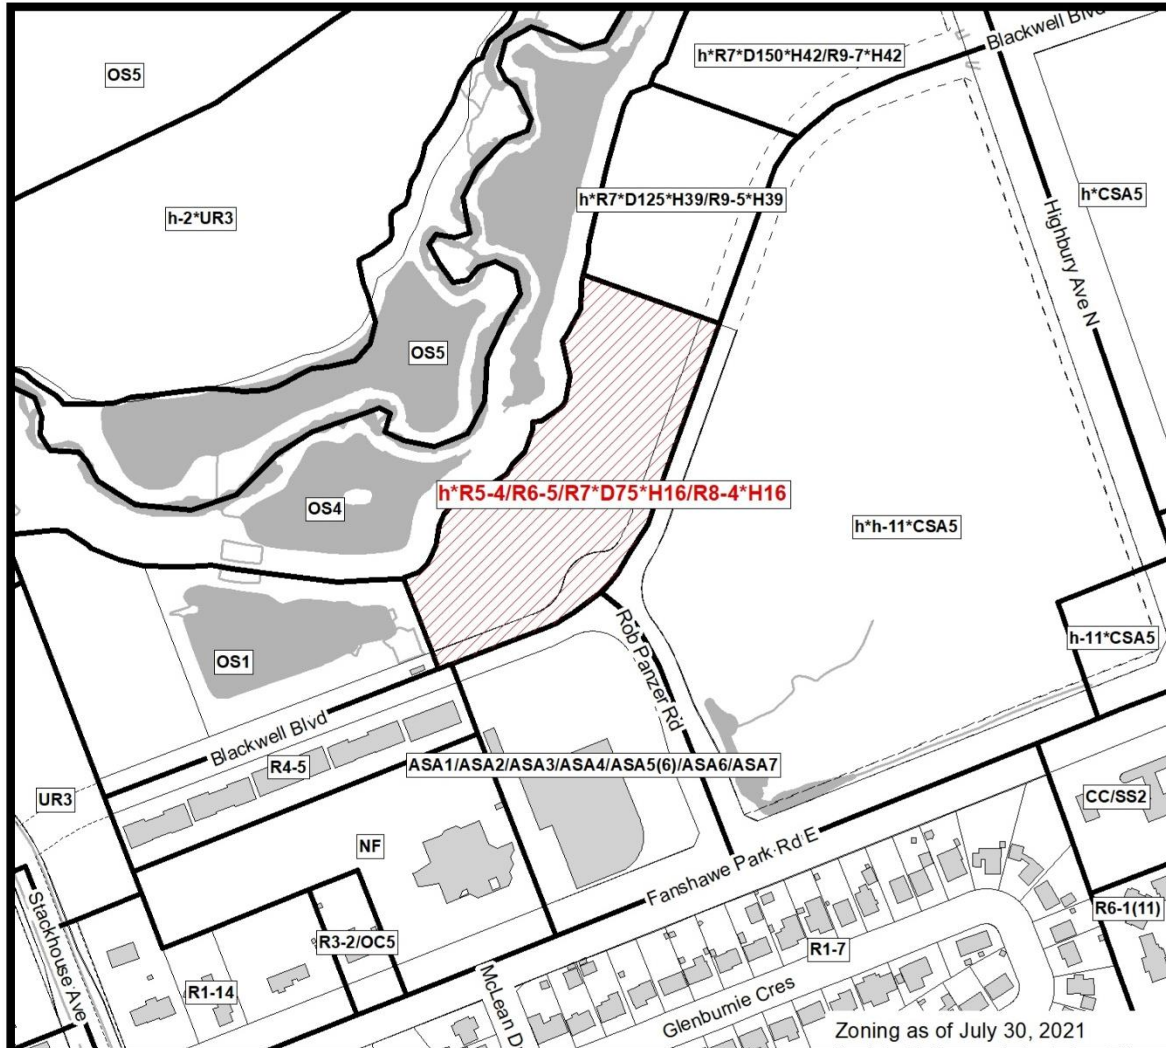 Blackwell Blvd
h*R7*D150*H42/R9-7*H42
OS5
h*R7*D125*H39/R9-5*H39
h*CSA5
h-2*UR3
Highbury Ave N
OS5
h*R5-4/R6-5/R7*D75*H16/R8-4*H16
OS4
h*h-11*CSA5
h-11*CSA5
OS1
Rob Panzer Rd
Blackwell Blvd
R4-5
ASA1/ASA2/ASA3/ASA4/ASA5(6)/ASA6/ASA7
UR3
CC/SS2
NF
Fanshawe Park Rd E
Stackhouse Ave
R6-1(11)
R3-2/OC5
R1-7
R1-14
McLean D
Glenburnie Cres
Zoning as of July 30, 2021